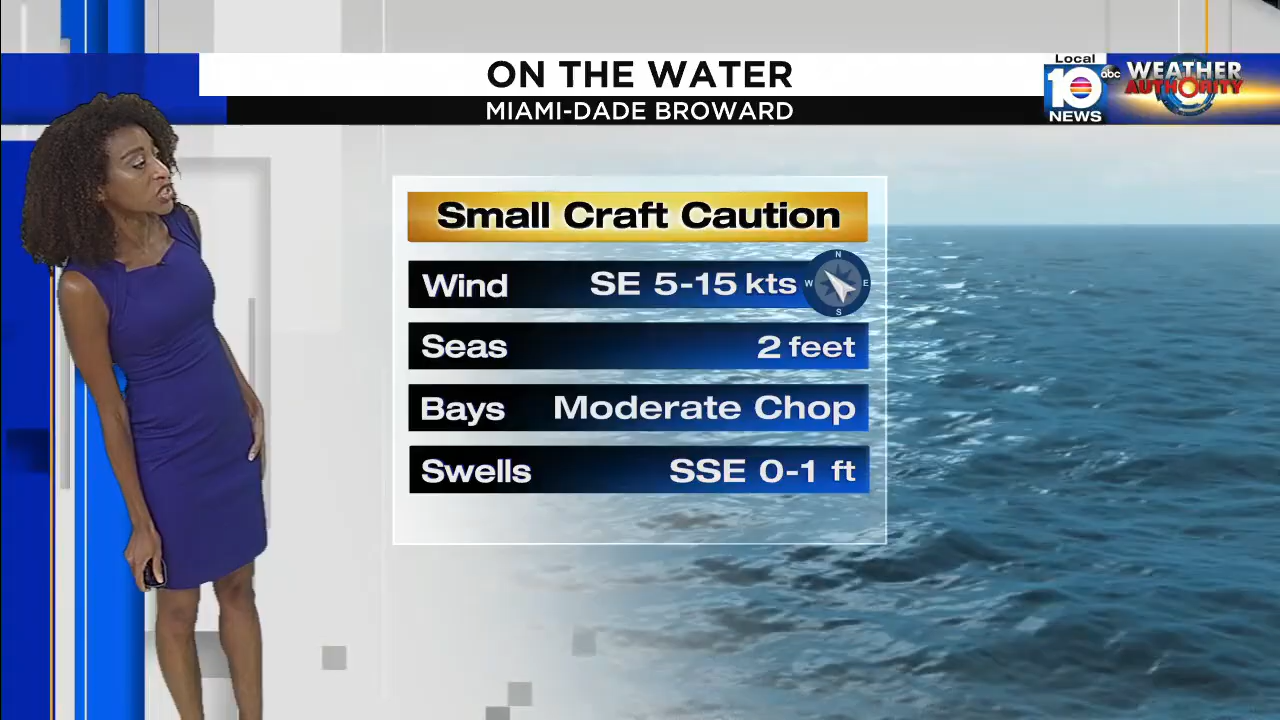 ON THE WATER
MIAMI-DADE BROWARD
Local
10
abc
NEWS
WEATHER
AUTHORITY
Small Craft Caution
Wind SE 5-15 kts
N
W E
S
Seas 2 feet
Bays Moderate Chop
Swells SSE 0-1 ft